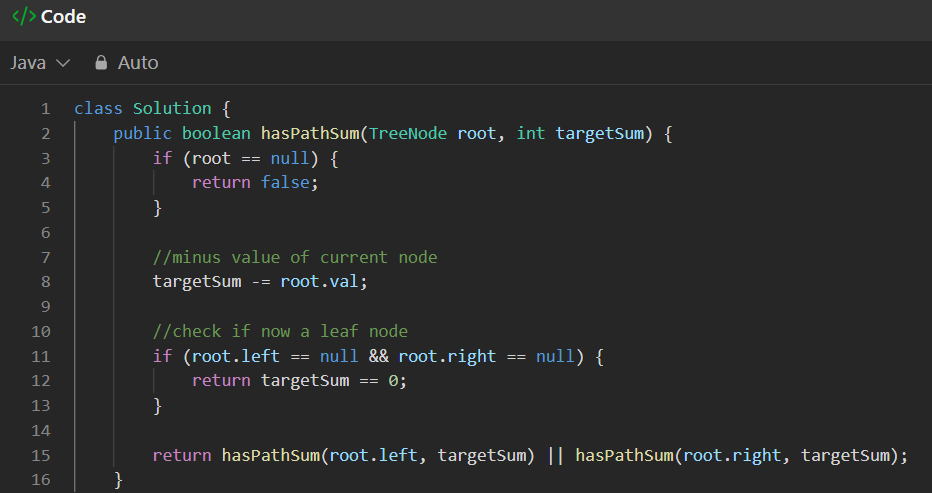 </> Code
Java Auto
1 class Solution {
2 public boolean hasPathSum(TreeNode root, int targetSum) {
3 if (root == null) {
4 return false;
5 }
6
7 //minus value of current node
8 targetSum -= root.val;
9
10 //check if now a leaf node
11 if (root.left == null && root.right == null) {
12 return targetSum == 0;
13 }
14
15 return hasPathSum(root.left, targetSum) || hasPathSum(root.right, targetSum);
16 }